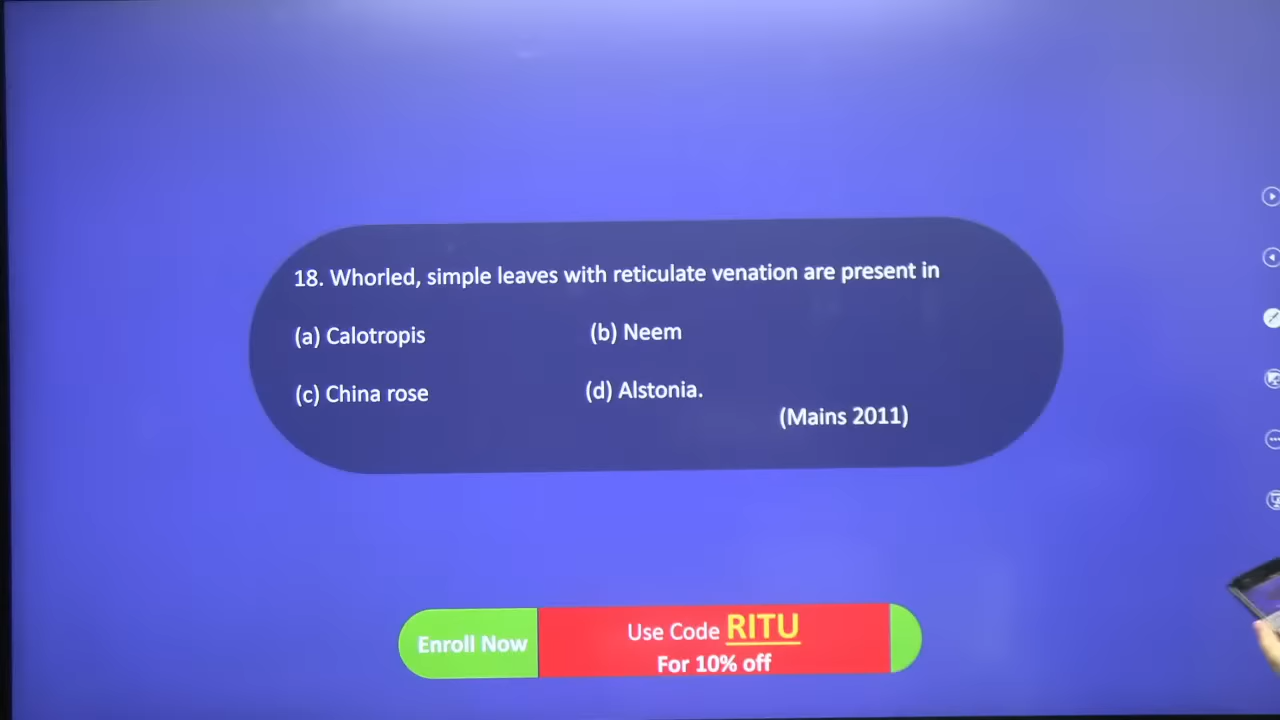 18. Whorled, simple leaves with reticulate venation are present in
(a) Calotropis (b) Neem
(c) China rose (d) Alstonia.
(Mains 2011)
Enroll Now
Use Code RITU
For 10% off